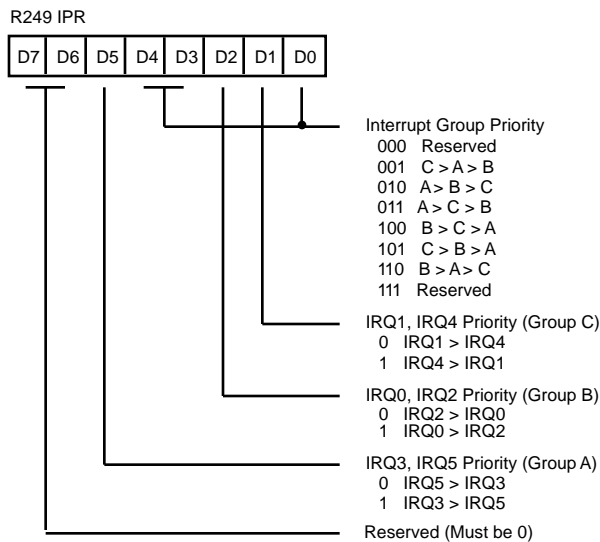 R249 IPR
D7 D6 D5 D4 D3 D2 D1 D0
Interrupt Group Priority
000 Reserved
001 C > A > B
010 A > B > C
011 A > C > B
100 B > C > A
101 C > B > A
110 B > A > C
111 Reserved
IRQ1, IRQ4 Priority (Group C)
0 IRQ1 > IRQ4
1 IRQ4 > IRQ1
IRQ0, IRQ2 Priority (Group B)
0 IRQ2 > IRQ0
1 IRQ0 > IRQ2
IRQ3, IRQ5 Priority (Group A)
0 IRQ5 > IRQ3
1 IRQ3 > IRQ5
Reserved (Must be 0)